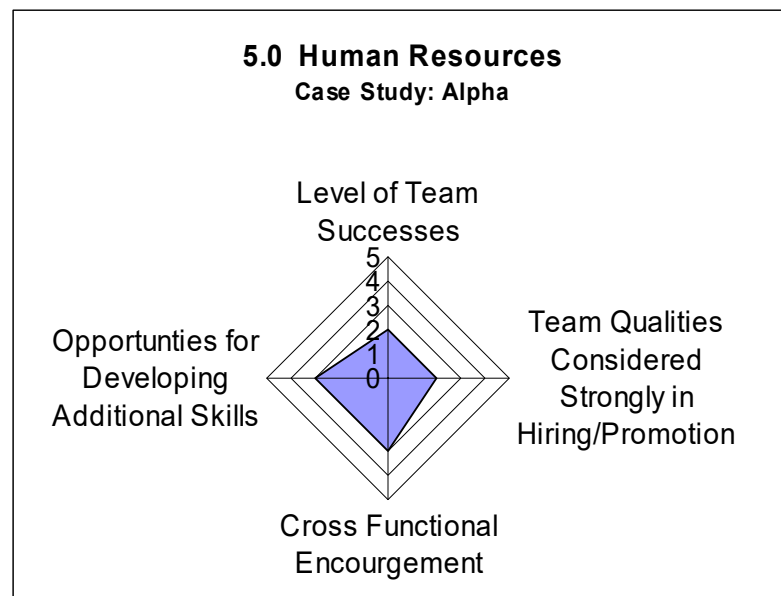 5.0 Human Resources
Case Study: Alpha
Level of Team
Successes
5
4
3
2
1
0
Team Qualities
Considered
Strongly in
Hiring/Promotion
Opportunties for
Developing
Additional Skills
Cross Functional
Encourgement